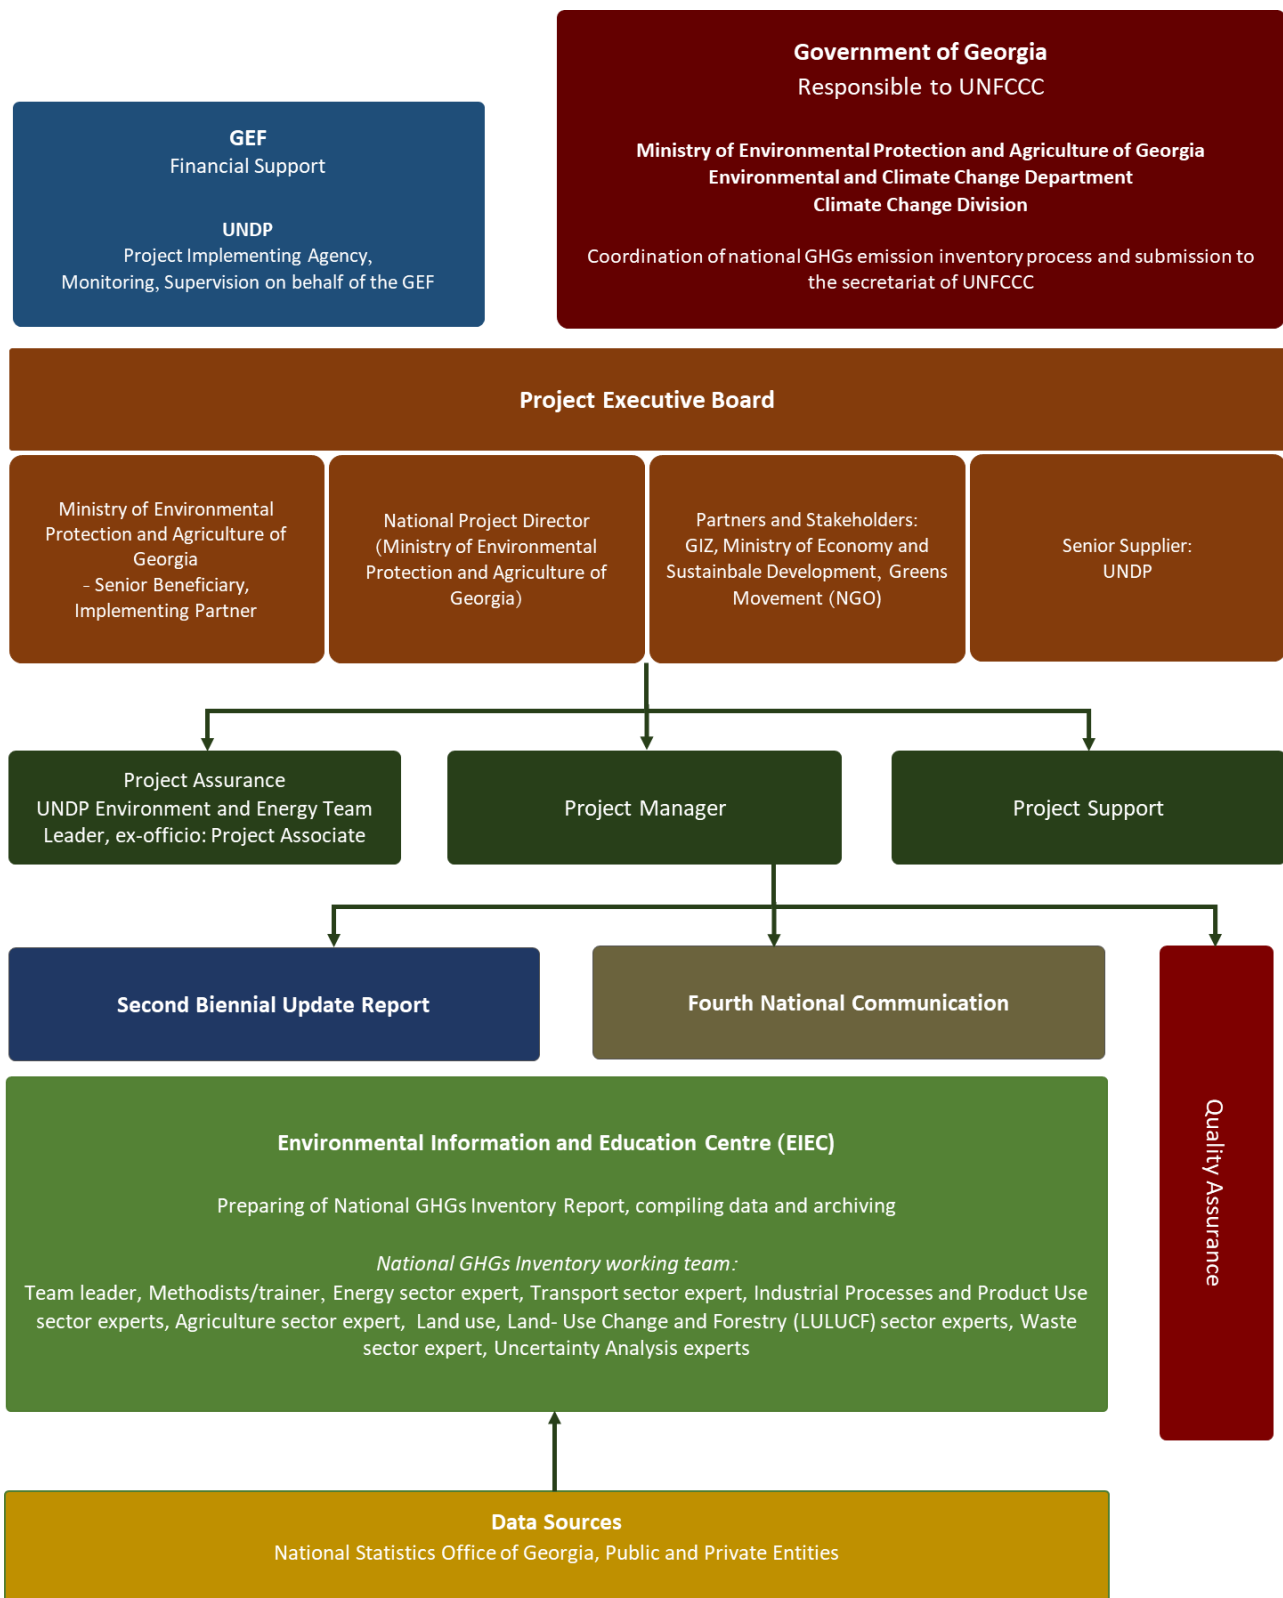 GEF
Financial Support
UNDP
Project Implementing Agency,
Monitoring, Supervision on behalf of the GEF
Government of Georgia
Responsible to UNFCCC
Ministry of Environmental Protection and Agriculture of Georgia
Environmental and Climate Change Department
Climate Change Division
Coordination of national GHGs emission inventory process and submission to
the secretariat of UNFCCC
Project Executive Board
Ministry of Environmental
Protection and Agriculture of
Georgia
- Senior Beneficiary,
Implementing Partner
National Project Director
(Ministry of Environmental
Protection and Agriculture of
Georgia)
Partners and Stakeholders:
GIZ, Ministry of Economy and
Sustainbale Development, Greens
Movement (NGO)
Senior Supplier:
UNDP
Project Assurance
UNDP Environment and Energy Team
Leader, ex-officio: Project Associate
Project Manager
Project Support
Second Biennial Update Report
Fourth National Communication
Quality Assurance
Environmental Information and Education Centre (EIEC)
Preparing of National GHGs Inventory Report, compiling data and archiving
National GHGs Inventory working team:
Team leader, Methodists/trainer, Energy sector expert, Transport sector expert, Industrial Processes and Product Use
sector experts, Agriculture sector expert, Land use, Land- Use Change and Forestry (LULUCF) sector experts, Waste
sector expert, Uncertainty Analysis experts
Data Sources
National Statistics Office of Georgia, Public and Private Entities